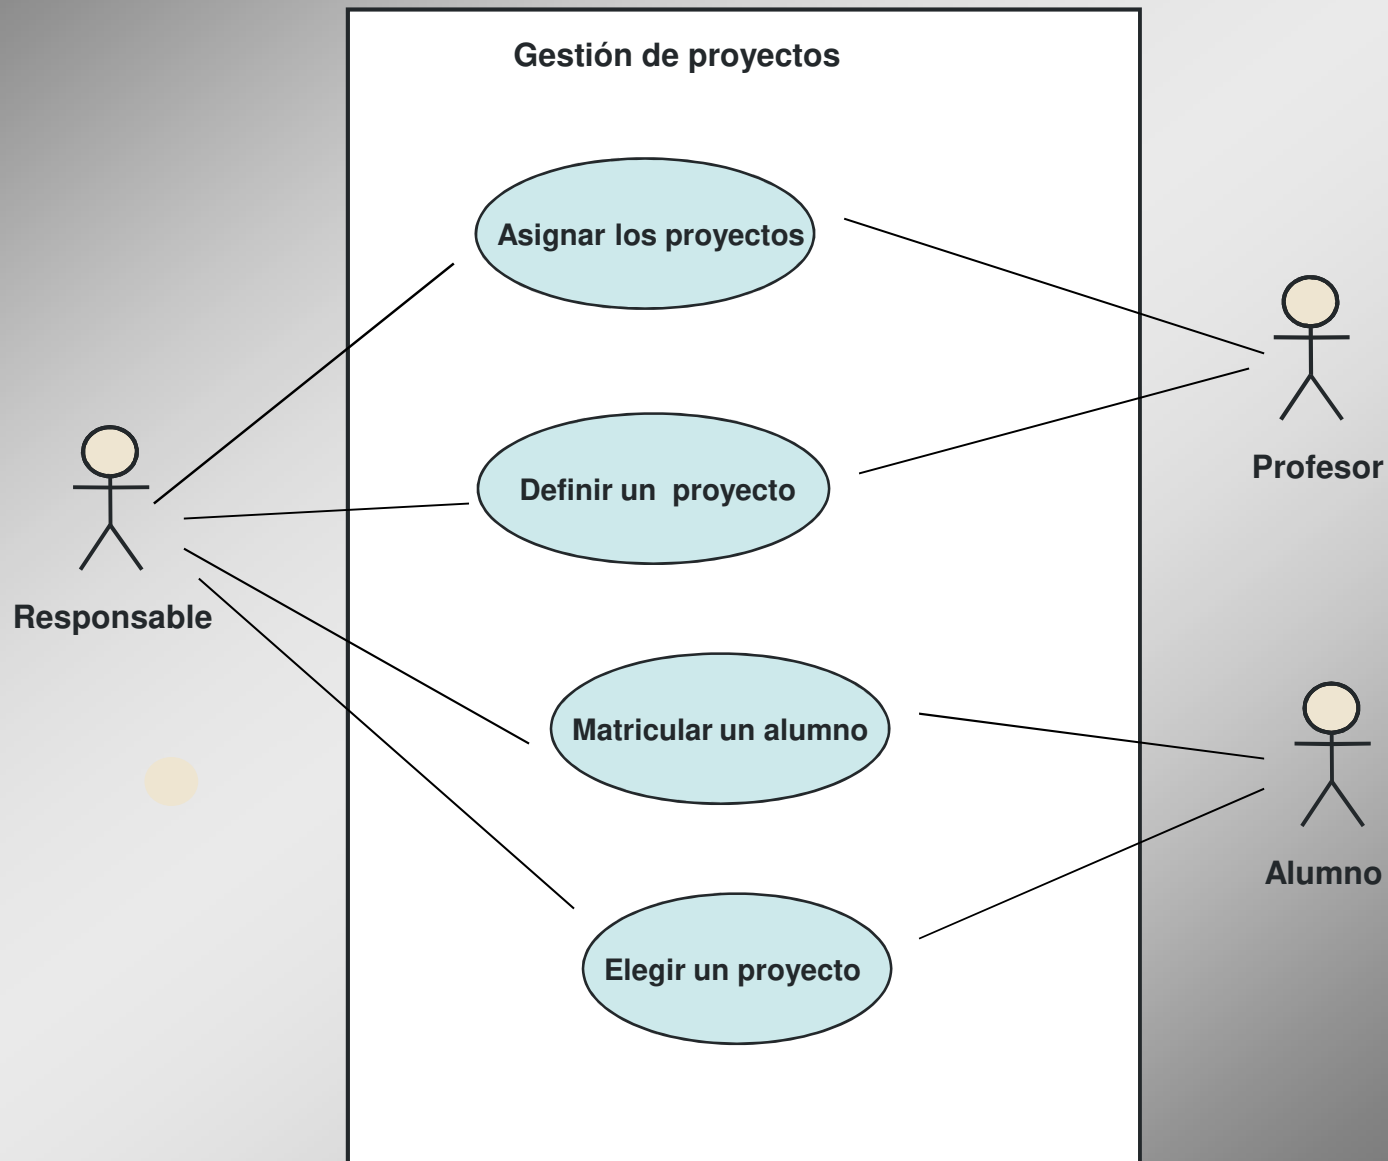 Gestión de proyectos
Asignar los proyectos
Definir un  proyecto
Profesor
Responsable
Matricular un alumno
Alumno
Elegir un proyecto